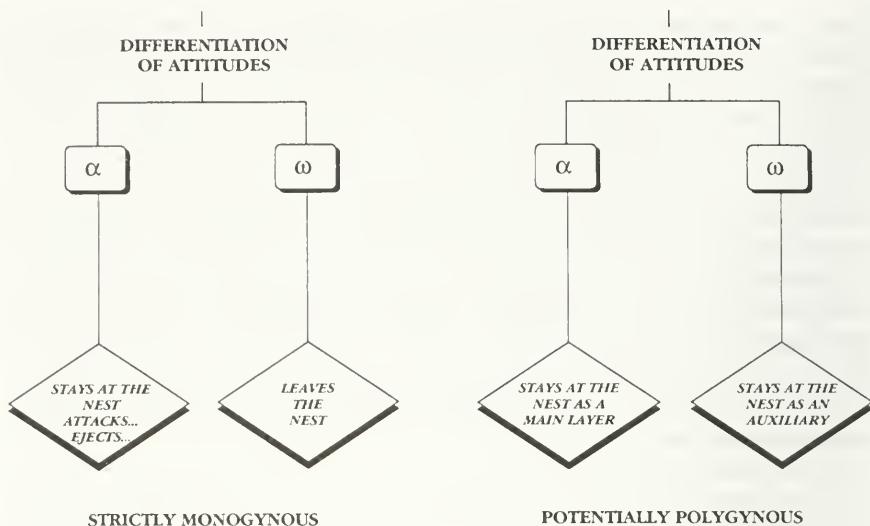 DIFFERENTIATION
OF ATTITUDES
α
ω
STAYS AT THE
NEST
ATTACKS...
EJECTS...
LEAVES
THE
NEST
STRICTLY MONOGYNOUS
DIFFERENTIATION
OF ATTITUDES
α
ω
STAYS AT THE
NEST AS A
MAIN LAYER
STAYS AT THE
NEST AS AN
AUXILIARY
POTENTIALLY POLYGYNOUS